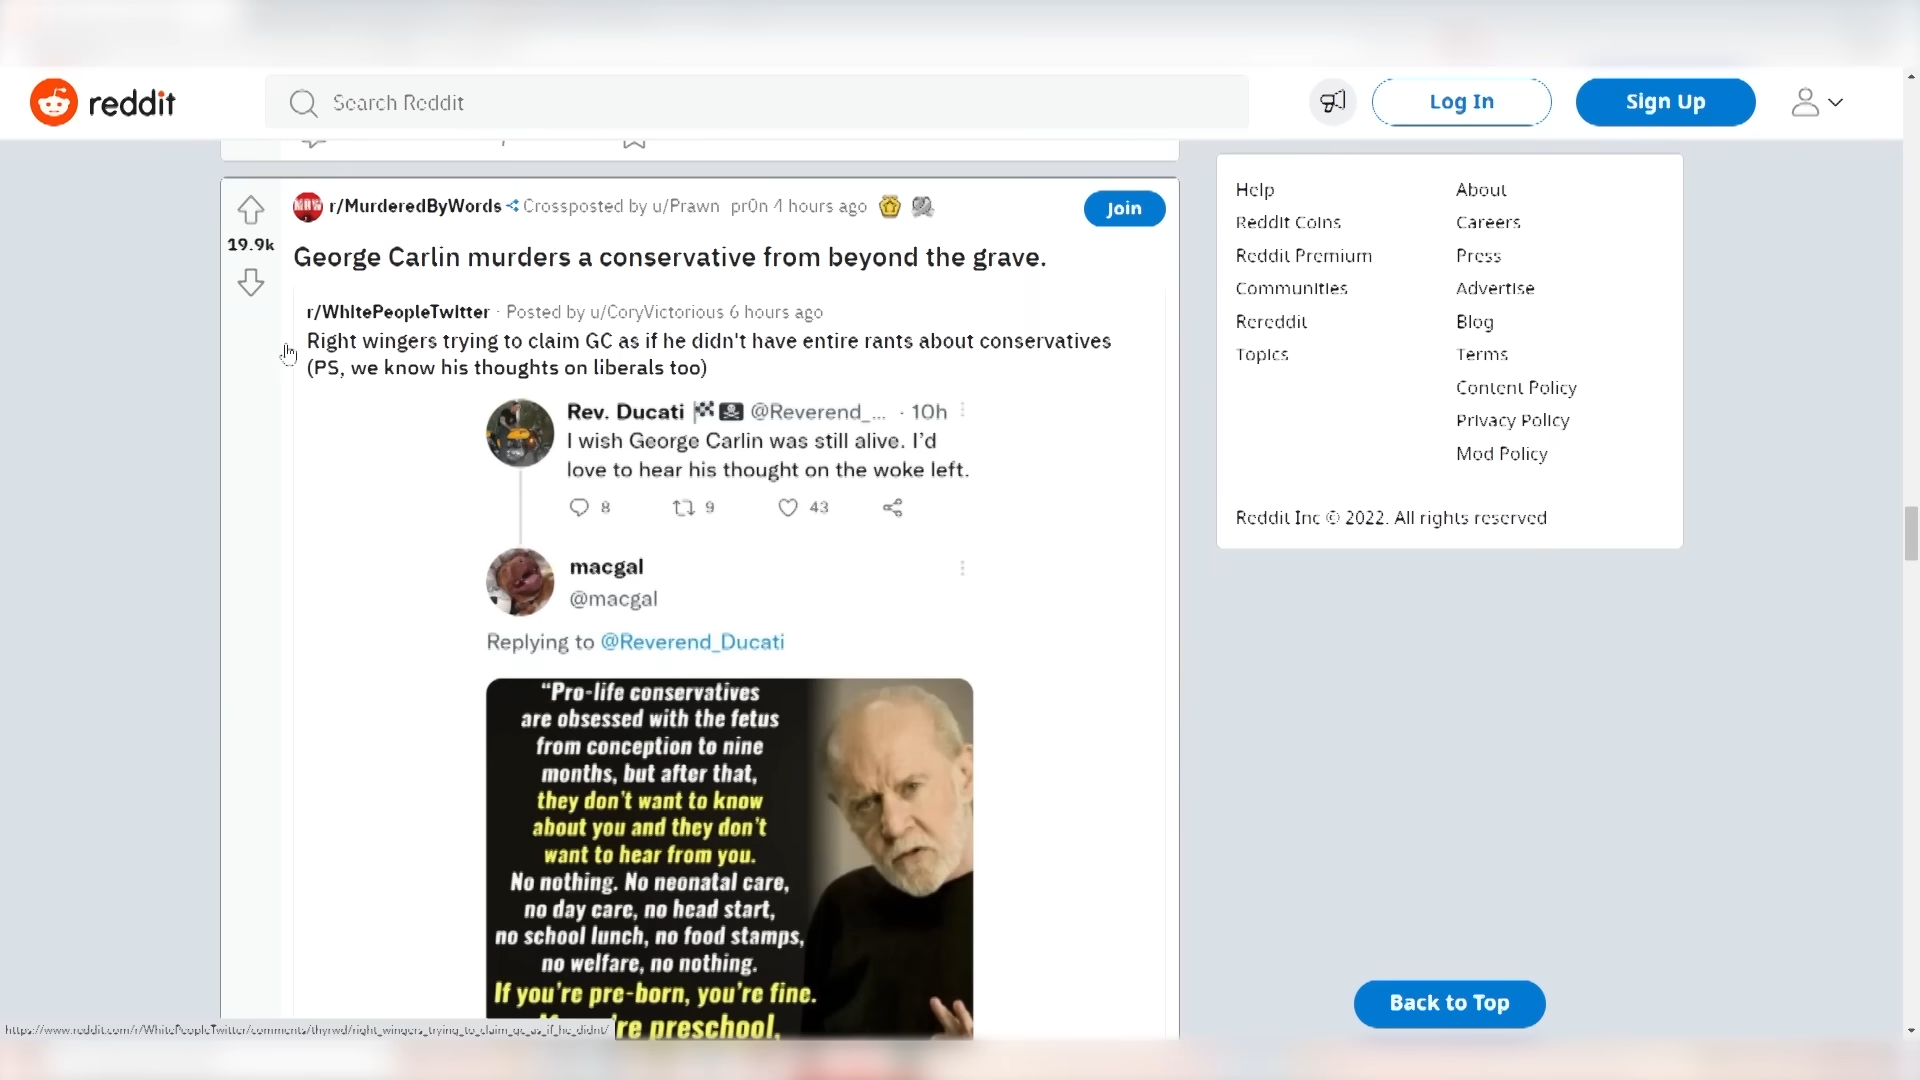 reddit
Search Reddit
Log In
Sign Up
r/MurderedByWords Crossposted by u/Prawn_pr0n 4 hours ago
Join
19.9k
George Carlin murders a conservative from beyond the grave.
r/WhitePeopleTwitter · Posted by u/CoryVictorious 6 hours ago
Right wingers trying to claim GC as if he didn't have entire rants about conservatives
(PS, we know his thoughts on liberals too)
Rev. Ducati @Reverend_... · 10h
I wish George Carlin was still alive. I'd
love to hear his thought on the woke left.
8 9 43
macgal
@macgal
Replying to @Reverend_Ducati
“Pro-life conservatives
are obsessed with the fetus
from conception to nine
months, but after that,
they don't want to know
about you and they don't
want to hear from you.
No nothing. No neonatal care,
no day care, no head start,
no school lunch, no food stamps,
no welfare, no nothing.
If you're pre-born, you're fine.
're preschool,
https://www.reddit.com/r/WhitePeopleTwitter/comments/thyrwd/right_wingers_trying_to_claim_gc_as_if_he_didnt/
Help
About
Reddit Coins
Careers
Reddit Premium
Press
Communities
Advertise
Rereddit
Blog
Topics
Terms
Content Policy
Privacy Policy
Mod Policy
Reddit Inc © 2022. All rights reserved
Back to Top